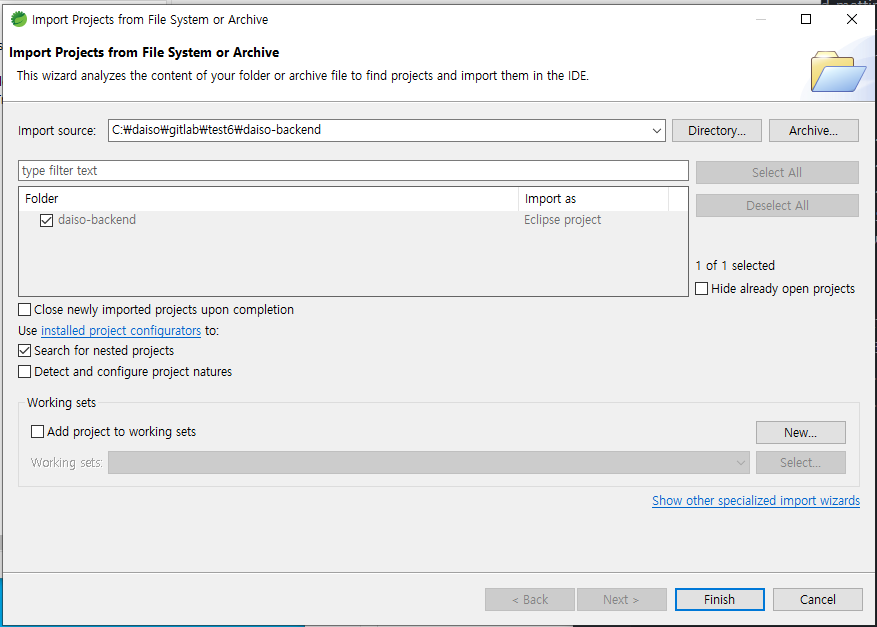 Import Projects from File System or Archive
Import Projects from File System or Archive
This wizard analyzes the content of your folder or archive file to find projects and import them in the IDE.
Import source: C:₩daiso₩gitlab₩test6₩daiso-backend Directory... Archive...
type filter text Select All
Folder Import as
Deselect All
daiso-backend Eclipse project
1 of 1 selected
Hide already open projects
Close newly imported projects upon completion
Use installed project configurators to:
Search for nested projects
Detect and configure project natures
Working sets
Add project to working sets New...
Working sets: Select...
Show other specialized import wizards
< Back Next > Finish Cancel